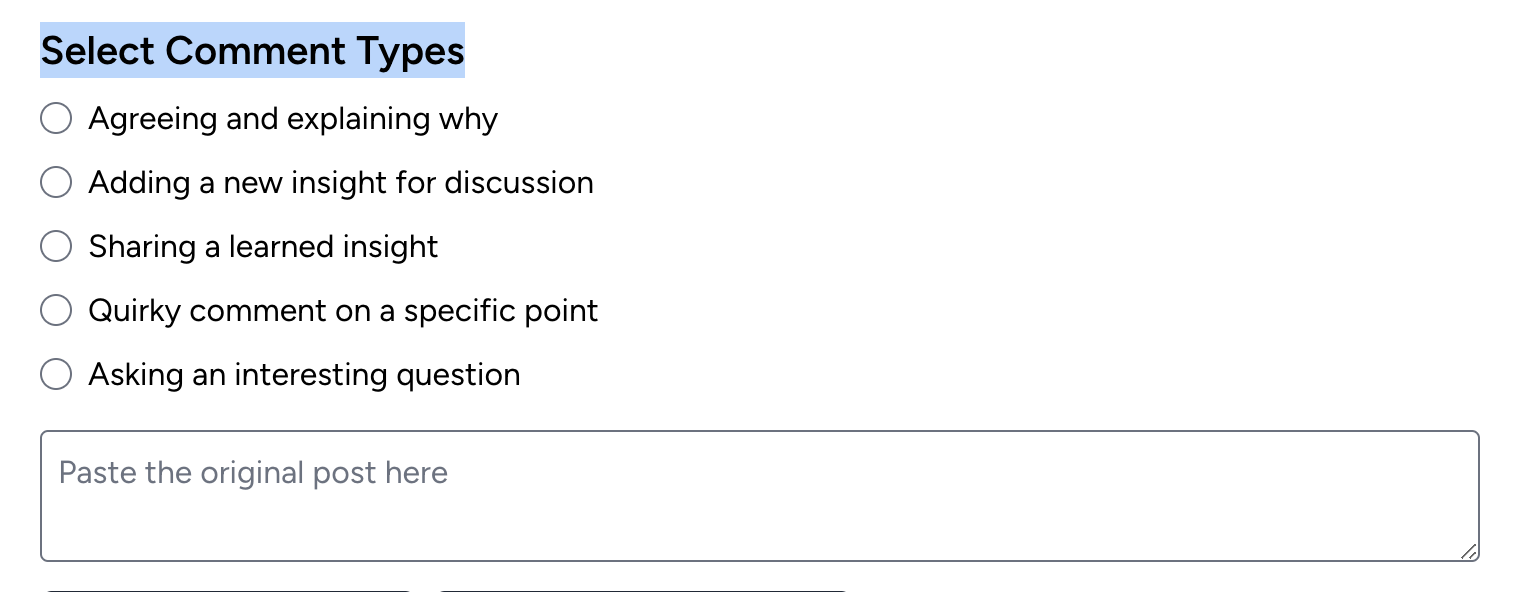 Select Comment Types
Agreeing and explaining why
Adding a new insight for discussion
Sharing a learned insight
Quirky comment on a specific point
Asking an interesting question
Paste the original post here